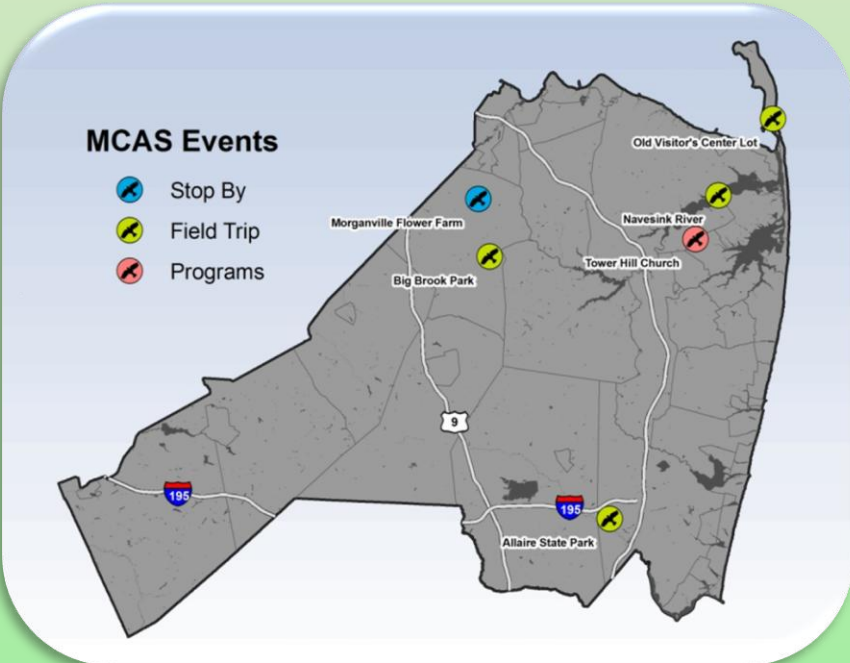 MCAS Events
Stop By
Field Trip
Programs
Old Visitor's Center Lot
Navesink River
Morganville Flower Farm
Tower Hill Church
Big Brook Park
9
195
195
Allaire State Park